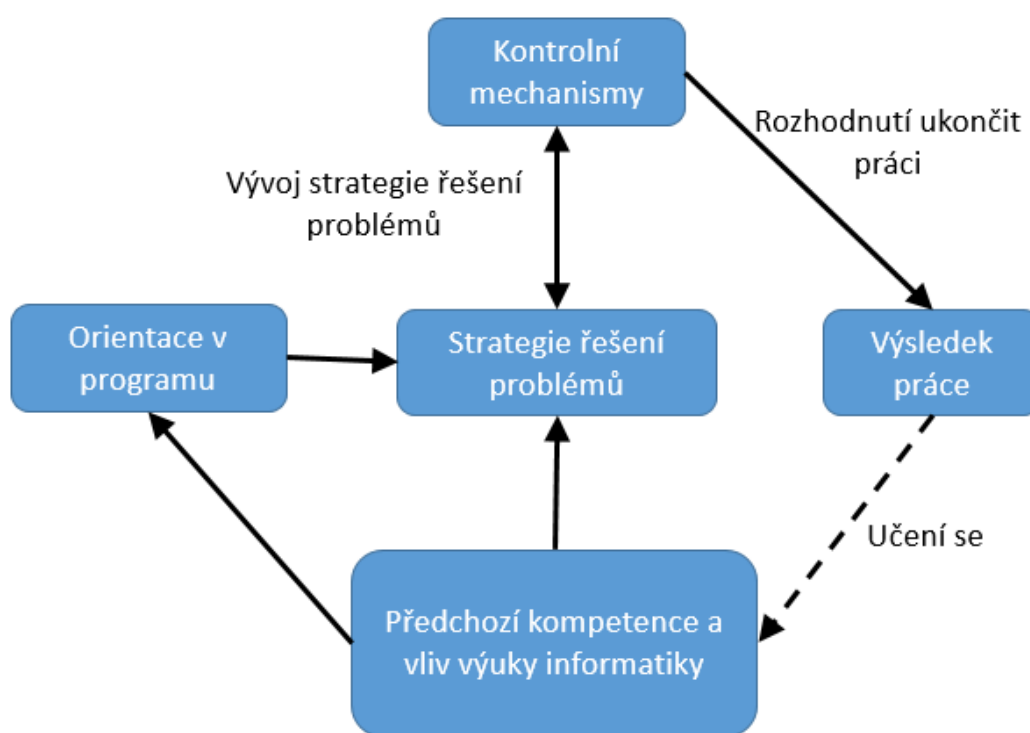 Kontrolní
mechanismy
Rozhodnutí ukončit
práci
Vývoj strategie řešení
problémů
Orientace v
programu
Strategie řešení
problémů
Výsledek
práce
Učení se
Předchozí kompetence a
vliv výuky informatiky